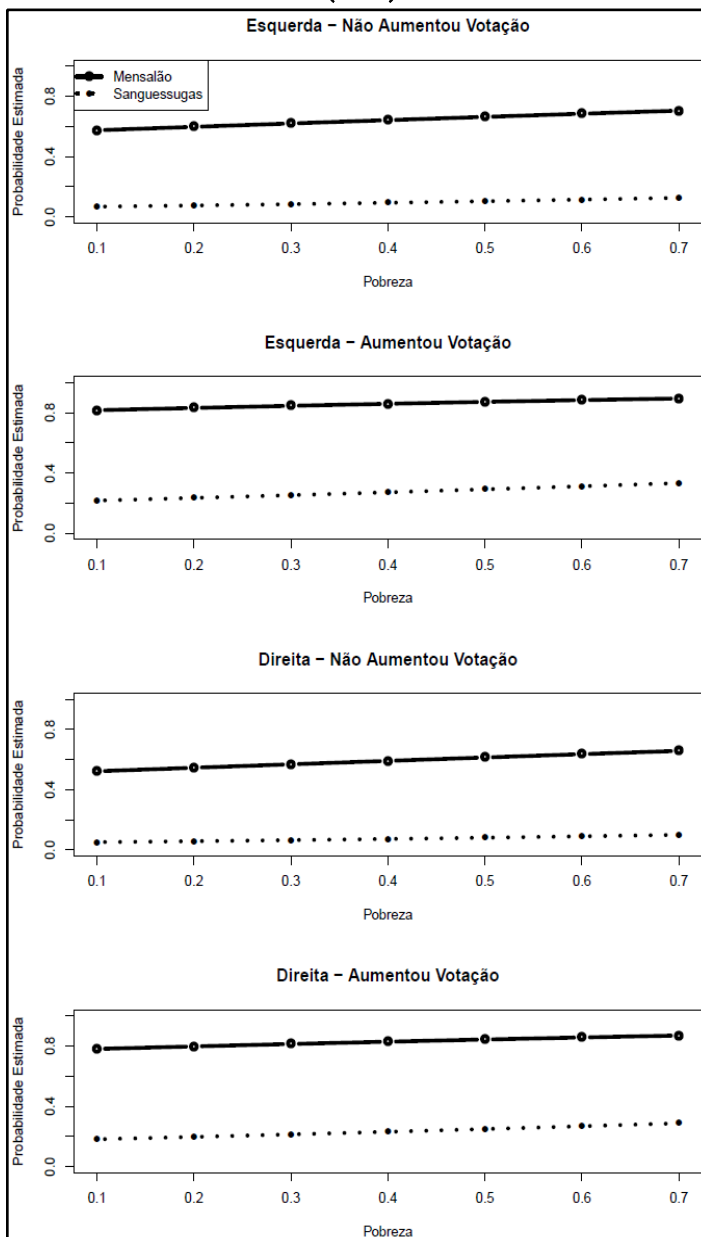 Esquerda − Não Aumentou Votação
Mensalão
Sanguessugas
Probabilidade Estimada
0.8
0.4
0.0
0.1 0.2 0.3 0.4 0.5 0.6 0.7
Pobreza
Esquerda − Aumentou Votação
Probabilidade Estimada
0.8
0.4
0.0
0.1 0.2 0.3 0.4 0.5 0.6 0.7
Pobreza
Direita − Não Aumentou Votação
Probabilidade Estimada
0.8
0.4
0.0
0.1 0.2 0.3 0.4 0.5 0.6 0.7
Pobreza
Direita − Aumentou Votação
Probabilidade Estimada
0.8
0.4
0.0
0.1 0.2 0.3 0.4 0.5 0.6 0.7
Pobreza